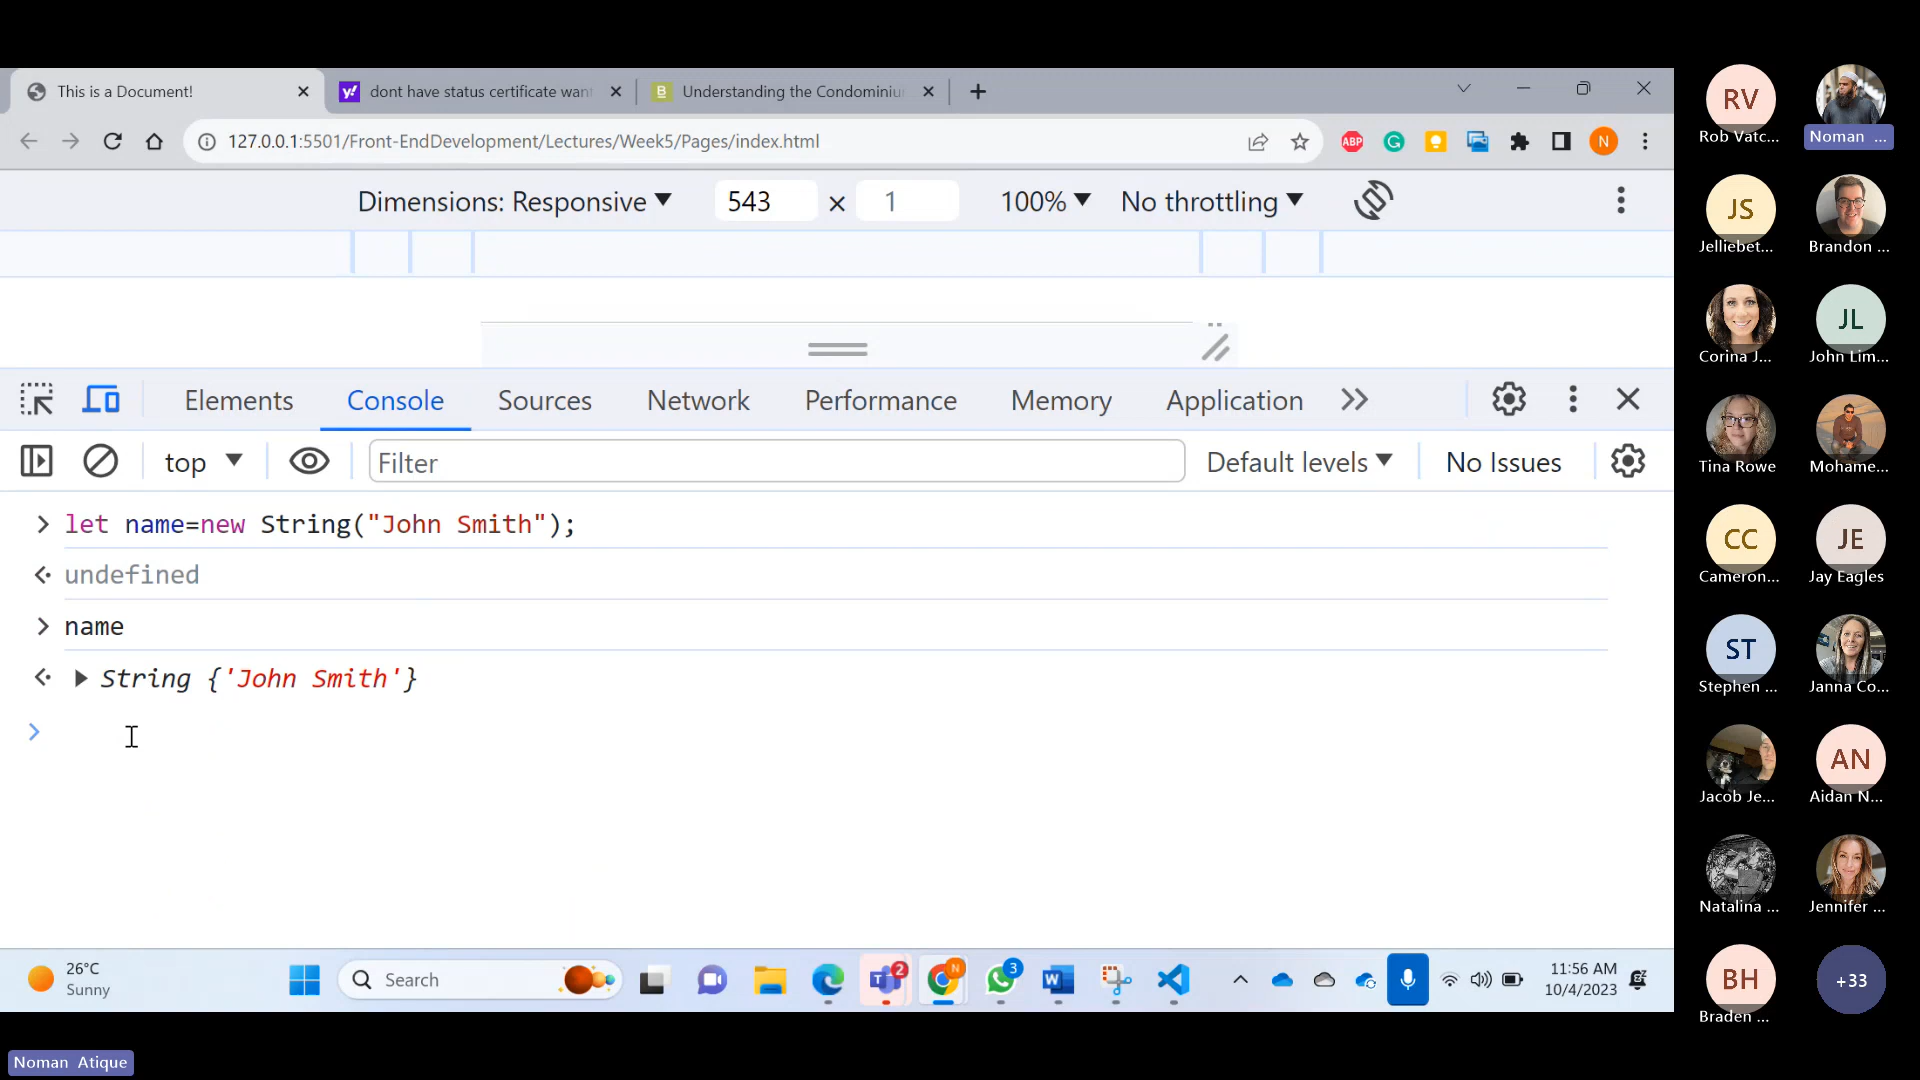 This is a Document!
dont have status certificate wan
Understanding the Condominiu
127.0.0.1:5501/Front-EndDevelopment/Lectures/Week5/Pages/index.html
ABP
G
N
Dimensions: Responsive
543 × 1
100%
No throttling
Elements
Console
Sources
Network
Performance
Memory
Application
top
Filter
Default levels
No Issues
let name=new String("John Smith");
undefined
name
String {'John Smith'}
26°C
Sunny
Search
2
N
3
11:56 AM
10/4/2023
RV
Rob Vatc...
Noman ...
JS
Jelliebet...
Brandon ...
Corina J...
JL
John Lim...
Tina Rowe
Mohame...
CC
Cameron...
JE
Jay Eagles
ST
Stephen ...
Janna Co...
Jacob Je...
AN
Aidan N...
Natalina ...
Jennifer ...
BH
Braden ...
+33
Noman Atique